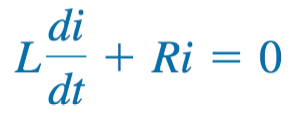 L di/dt + Ri = 0